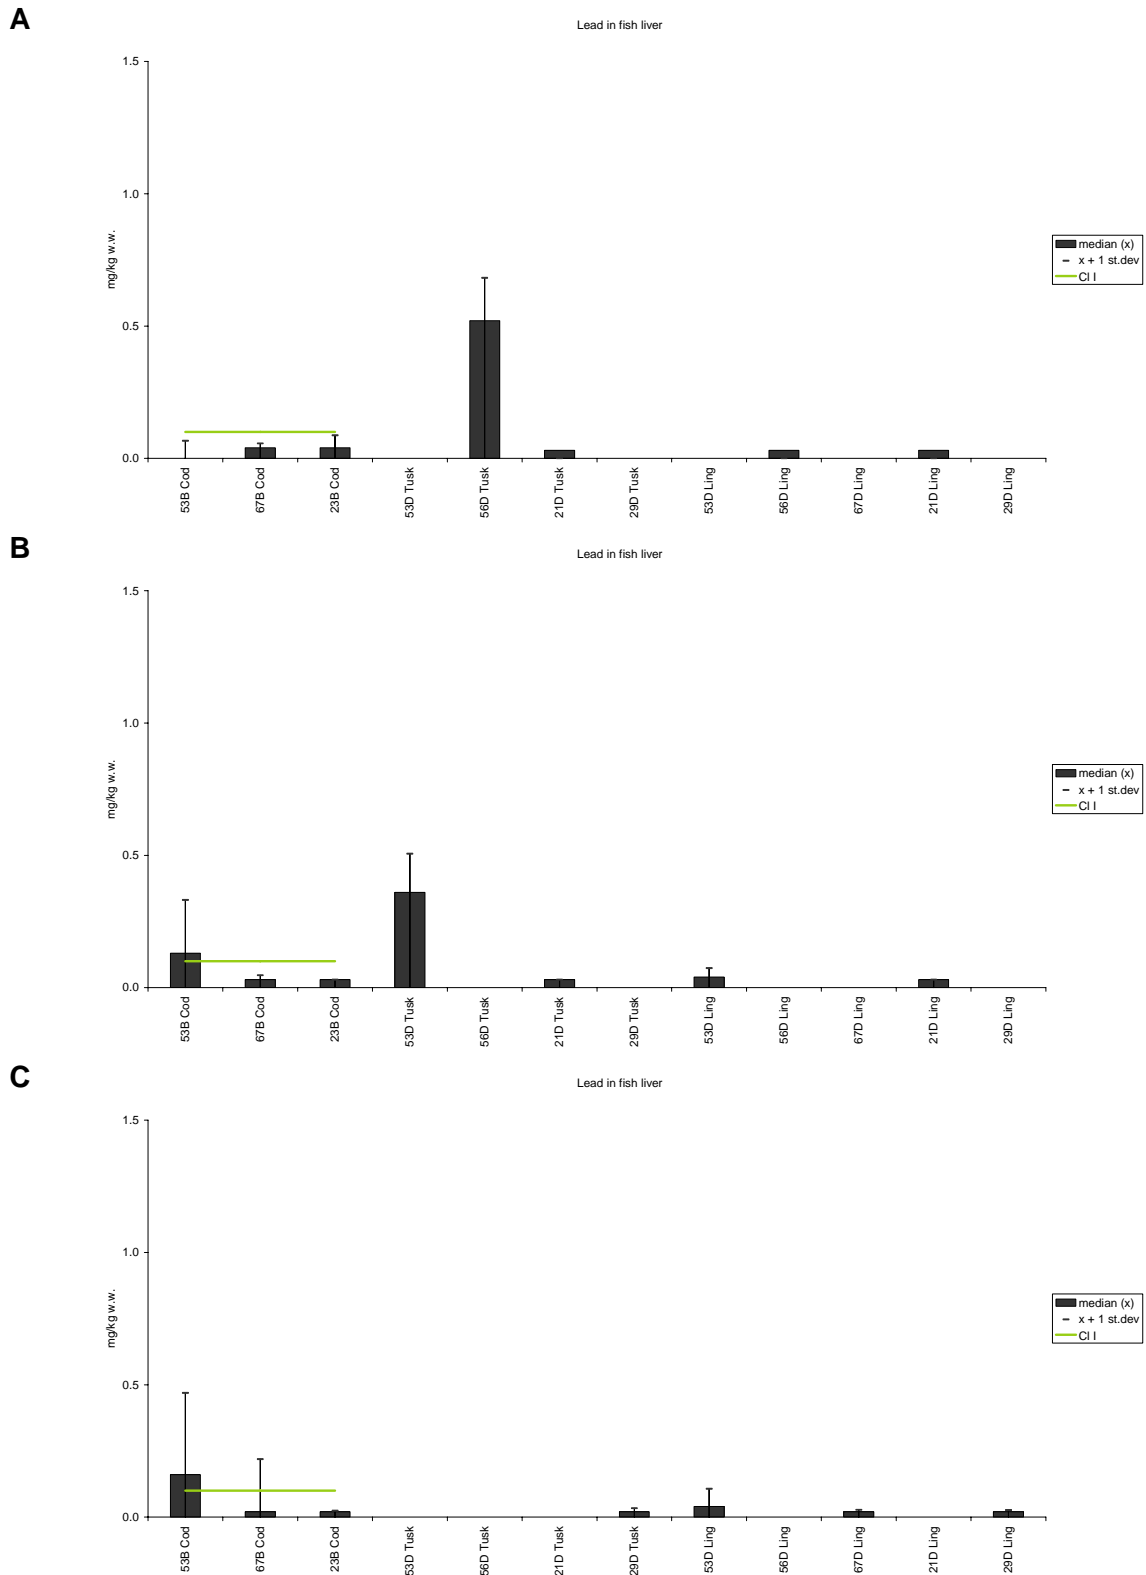 A
Lead in fish liver
1.5
1.0
0.5
0.0
mg/kg w.w.
53B Cod
67B Cod
23B Cod
53D Tusk
56D Tusk
21D Tusk
29D Tusk
53D Ling
56D Ling
67D Ling
21D Ling
29D Ling
median (x)
x + 1 st.dev
Cl I
B
Lead in fish liver
1.5
1.0
0.5
0.0
mg/kg w.w.
53B Cod
67B Cod
23B Cod
53D Tusk
56D Tusk
21D Tusk
29D Tusk
53D Ling
56D Ling
67D Ling
21D Ling
29D Ling
median (x)
x + 1 st.dev
Cl I
C
Lead in fish liver
1.5
1.0
0.5
0.0
mg/kg w.w.
53B Cod
67B Cod
23B Cod
53D Tusk
56D Tusk
21D Tusk
29D Tusk
53D Ling
56D Ling
67D Ling
21D Ling
29D Ling
median (x)
x + 1 st.dev
Cl I